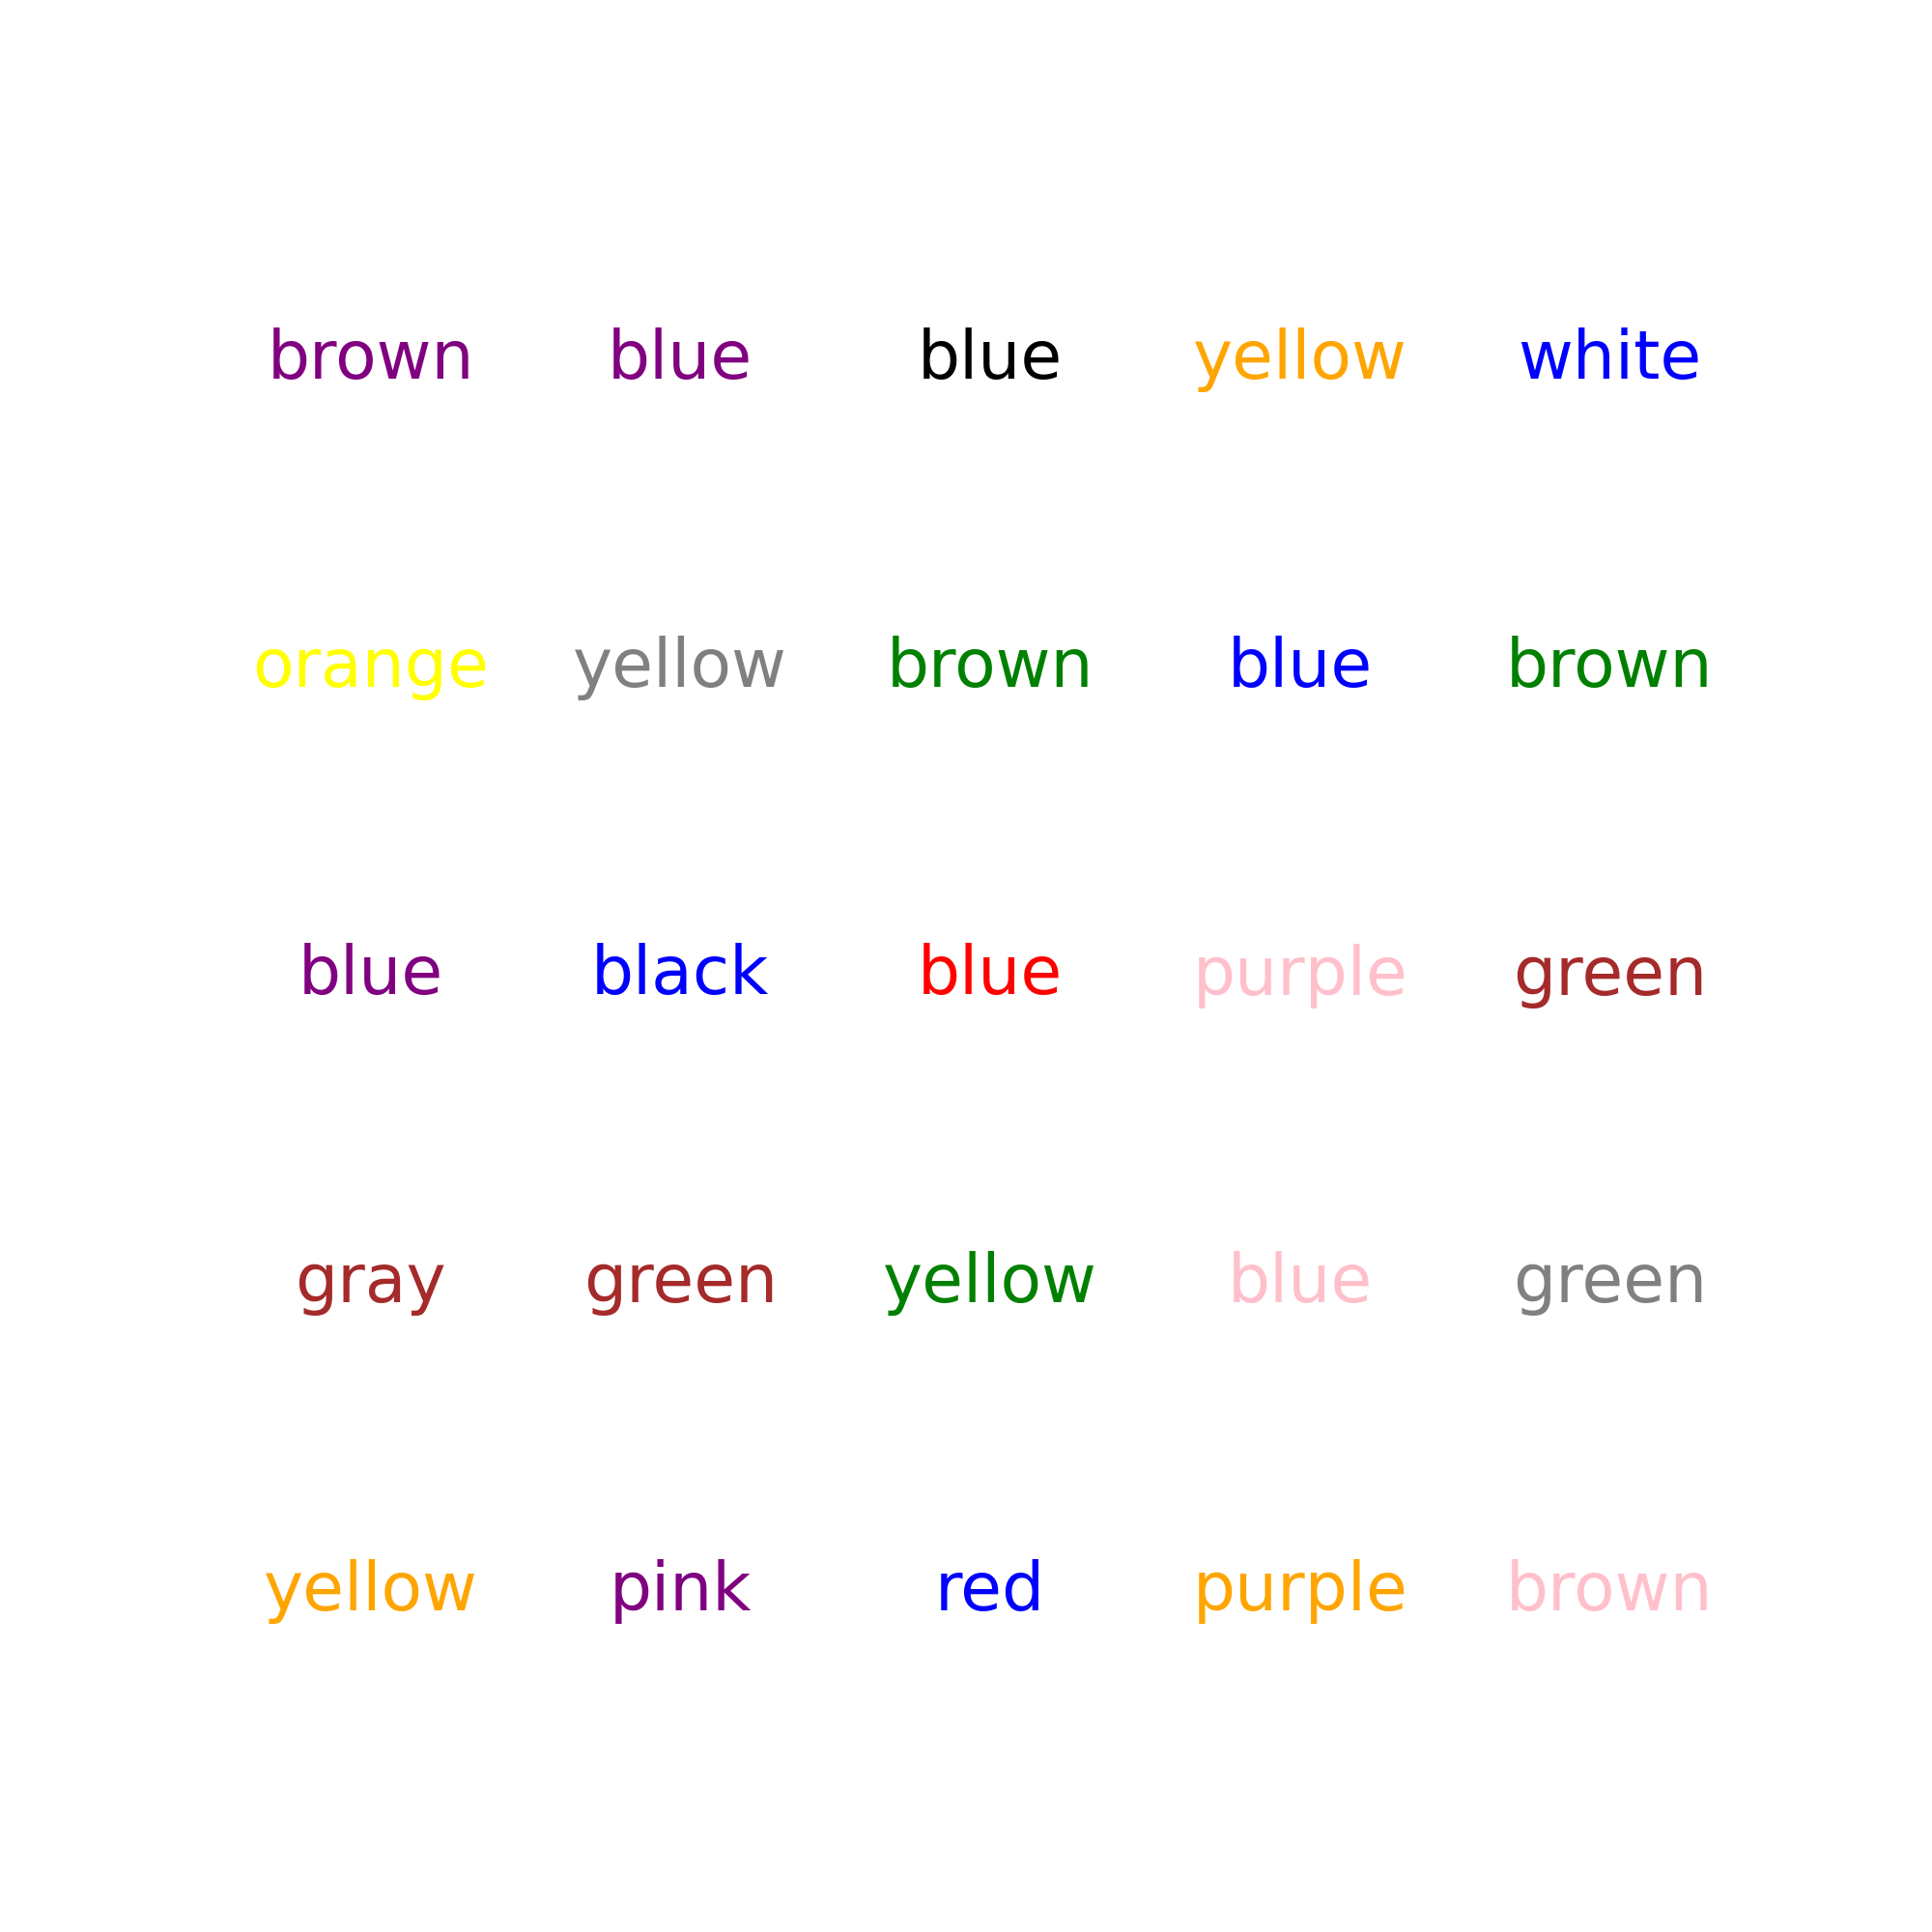 brown blue blue yellow white
orange yellow brown blue brown
blue black blue purple green
gray green yellow blue green
yellow pink red purple brown